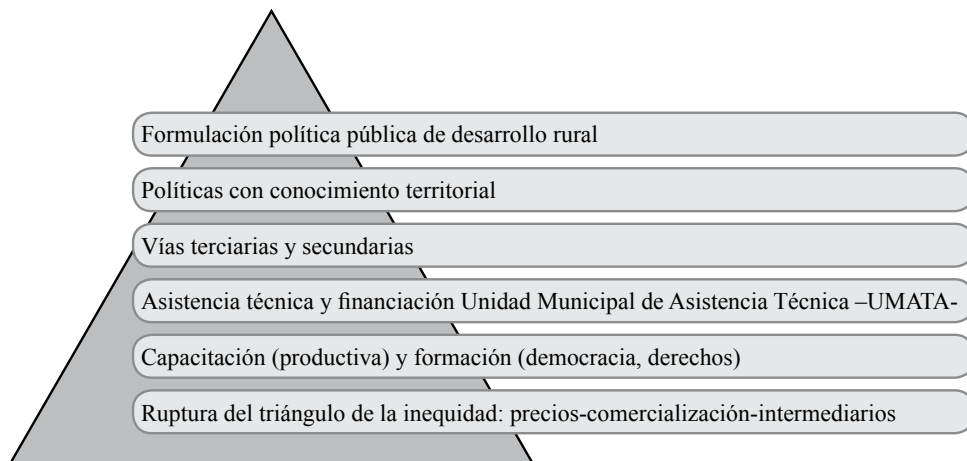 Formulación política pública de desarrollo rural
Políticas con conocimiento territorial
Vías terciarias y secundarias
Asistencia técnica y financiación Unidad Municipal de Asistencia Técnica –UMATA-
Capacitación (productiva) y formación (democracia, derechos)
Ruptura del triángulo de la inequidad: precios-comercialización-intermediarios